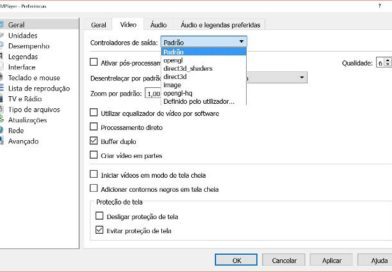 MPlayer - Preferências
Geral
Unidades
Desempenho
Legendas
Interface
Teclado e mouse
Lista de reprodução
TV e Rádio
Tipo de arquivos
Atualizações
Rede
Avançado
Geral Vídeo Áudio Áudio e legendas preferidas
Controladores de saída: Padrão
Padrão
opengl
direct3d_shaders
direct3d
image
opengl-hq
Definido pelo utilizador...
Ativar pós-processam
Qualidade: 6
Desentrelaçar por padrão
Zoom por padrão: 1,00
Utilizar equalizador de vídeo por software
Processamento direto
Buffer duplo
Criar vídeo em partes
Iniciar vídeos em modo de tela cheia
Adicionar contornos negros em tela cheia
Proteção de tela
Desligar proteção de tela
Evitar proteção de tela
OK Cancelar Aplicar Ajuda